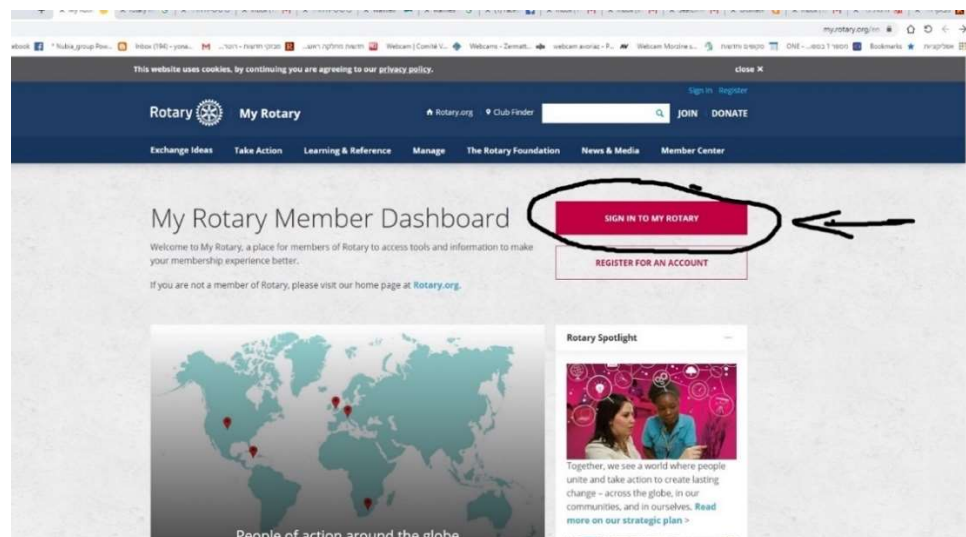 my.rotary.org/en
Bookmarks
This website uses cookies, by continuing you are agreeing to our privacy policy.
close X
Sign In Register
Rotary
My Rotary
Rotary.org
Club Finder
JOIN
DONATE
Exchange Ideas
Take Action
Learning & Reference
Manage
The Rotary Foundation
News & Media
Member Center
My Rotary Member Dashboard
Welcome to My Rotary, a place for members of Rotary to access tools and information to make
your membership experience better.
If you are not a member of Rotary, please visit our home page at Rotary.org.
SIGN IN TO MY ROTARY
REGISTER FOR AN ACCOUNT
People of action around the globe
Rotary Spotlight
Together, we see a world where people
unite and take action to create lasting
change – across the globe, in our
communities, and in ourselves. Read
more on our strategic plan >